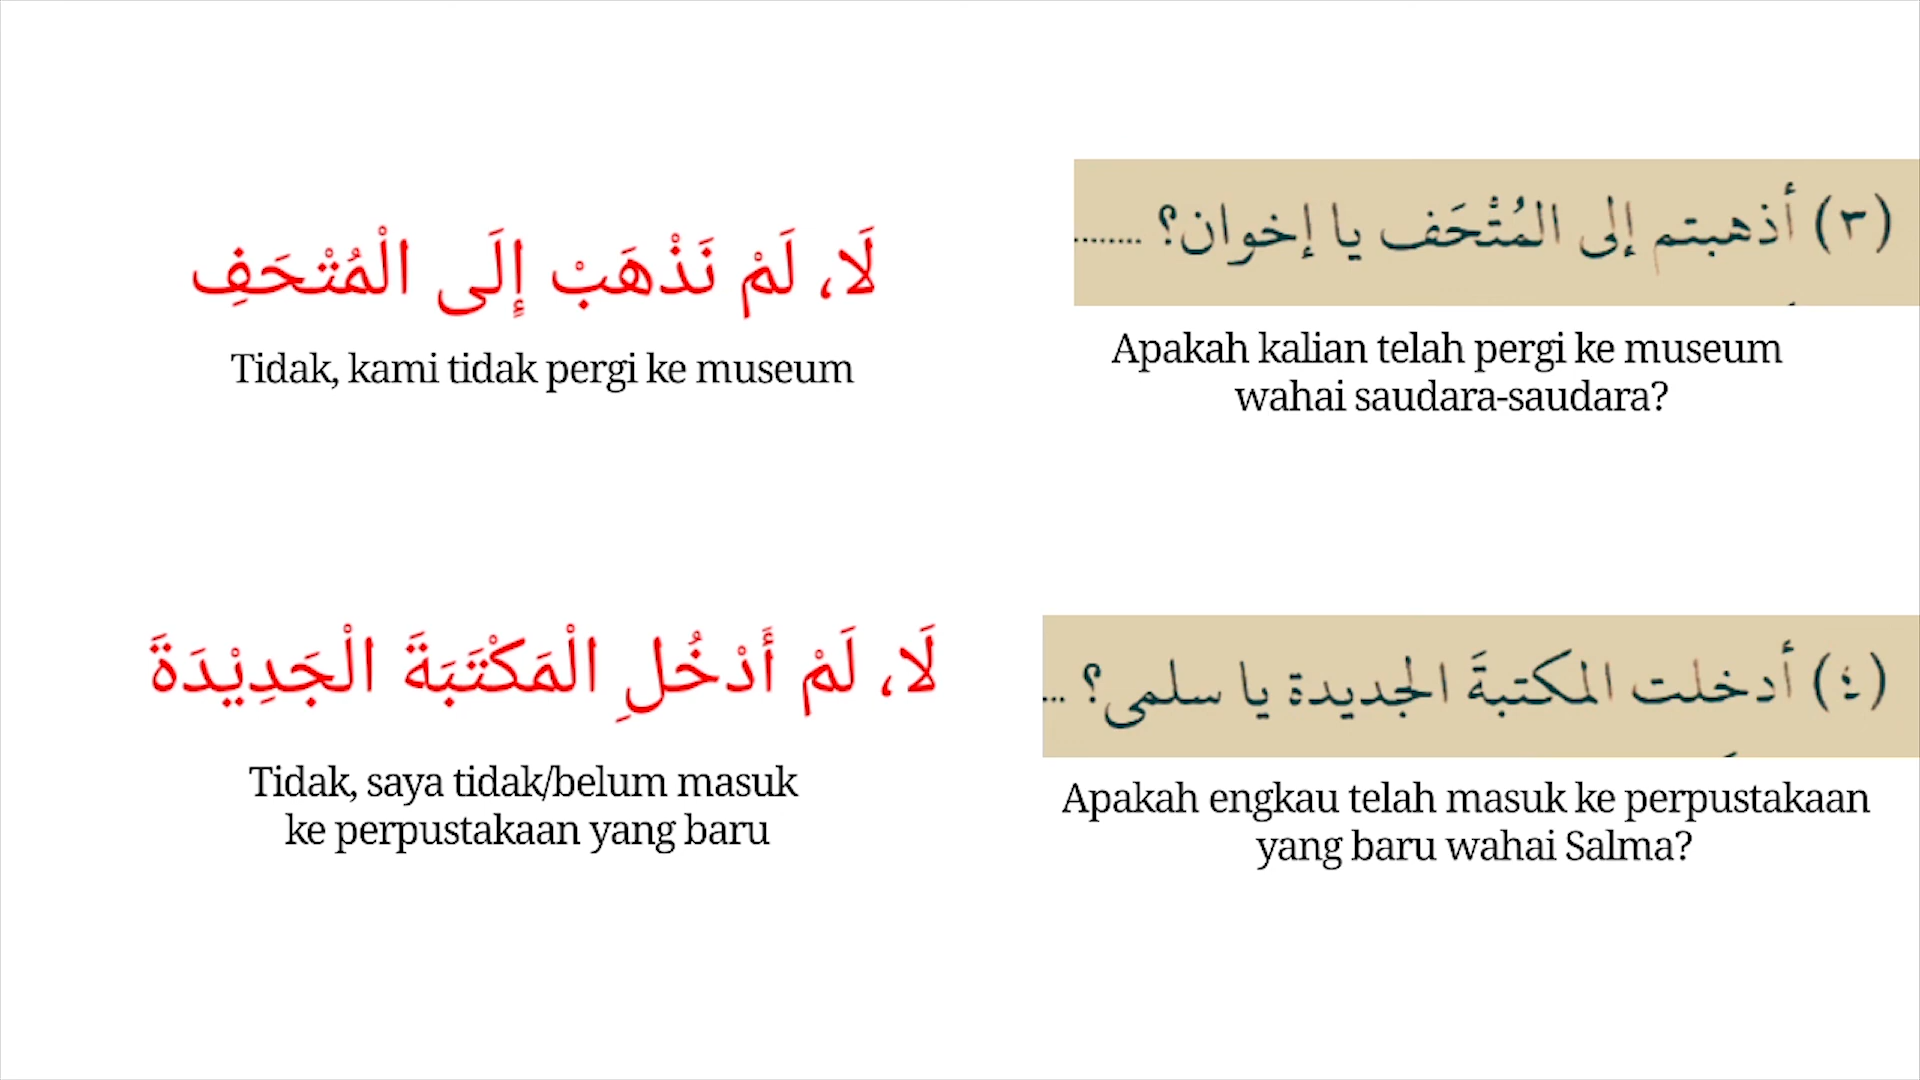 (٣) أذهبتم إلى المُتْحَف يا إخوان؟ ........
Apakah kalian telah pergi ke museum
wahai saudara-saudara?
لَا، لَمْ نَذْهَبْ إِلَى الْمُتْحَفِ
Tidak, kami tidak pergi ke museum
(٤) أدخلت المكتبةَ الجديدة يا سلمى؟ ...
Apakah engkau telah masuk ke perpustakaan
yang baru wahai Salma?
لَا، لَمْ أَدْخُلِ الْمَكْتَبَةَ الْجَدِيْدَةَ
Tidak, saya tidak/belum masuk
ke perpustakaan yang baru